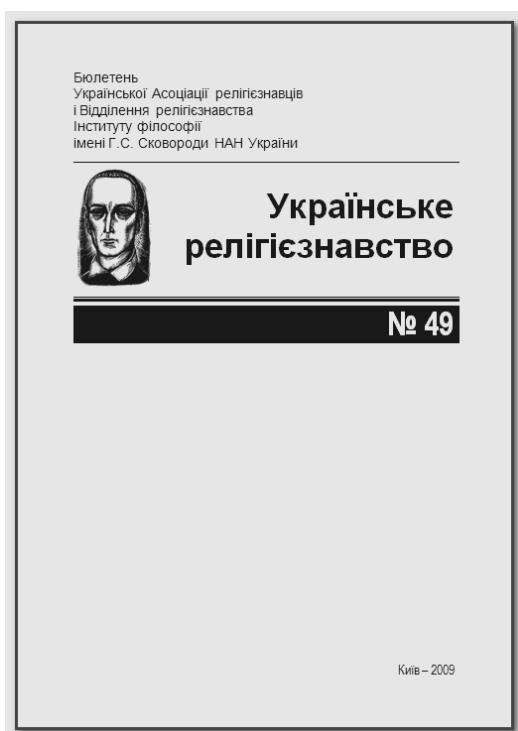 Бюлетень
Української Асоціації релігієзнавців
і Відділення релігієзнавства
Інституту філософії
імені Г.С. Сковороди НАН України
Українське
релігієзнавство
№ 49
Київ – 2009